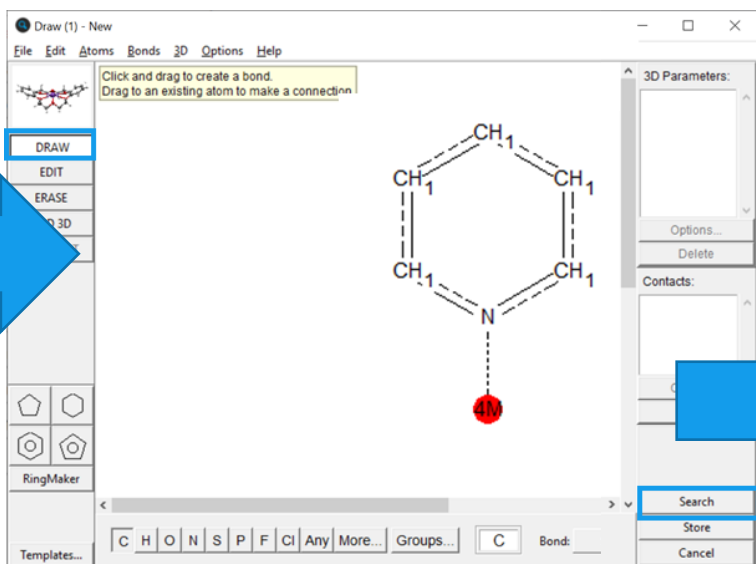 Draw (1) - New
File Edit Atoms Bonds 3D Options Help
Click and drag to create a bond.
Drag to an existing atom to make a connection
3D Parameters:
DRAW
EDIT
ERASE
3D
Options...
Delete
Contacts:
CH1
CH1 CH1
CH1 CH1
N
4M
RingMaker
Search
Store
Cancel
C H O N S P F Cl Any More... Groups... C Bond:
Templates...